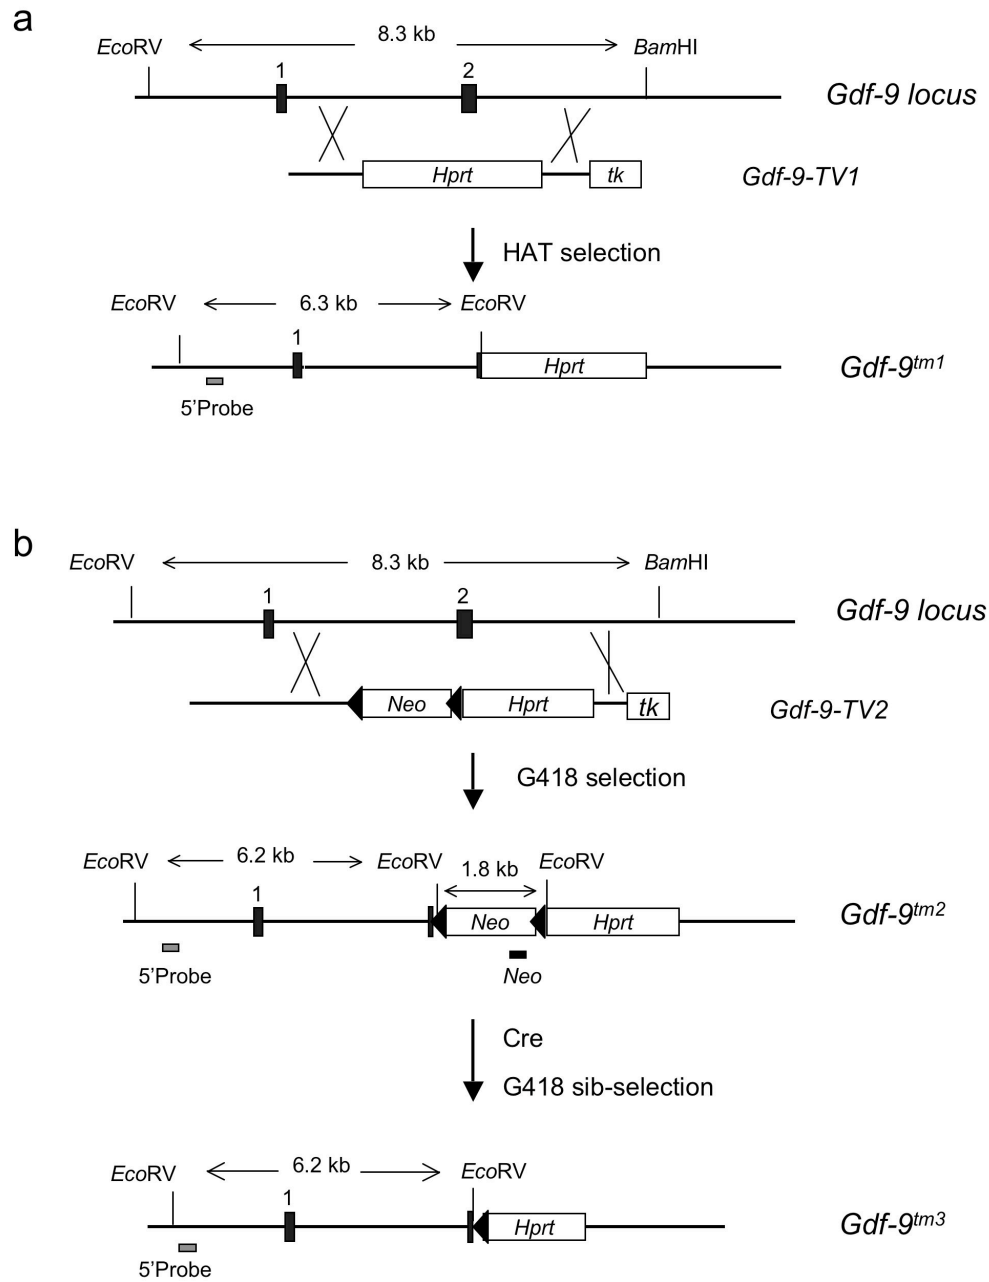 a
EcoRV 8.3 kb BamHI
1 2
Gdf-9 locus
Hprt tk Gdf-9-TV1
HAT selection
EcoRV 6.3 kb EcoRV
1
Hprt Gdf-9tm1
5'Probe
b
EcoRV 8.3 kb BamHI
1 2
Gdf-9 locus
Neo Hprt tk Gdf-9-TV2
G418 selection
EcoRV 6.2 kb EcoRV 1.8 kb EcoRV
1
Neo Hprt Gdf-9tm2
5'Probe Neo
Cre
G418 sib-selection
EcoRV 6.2 kb EcoRV
1
Hprt Gdf-9tm3
5'Probe